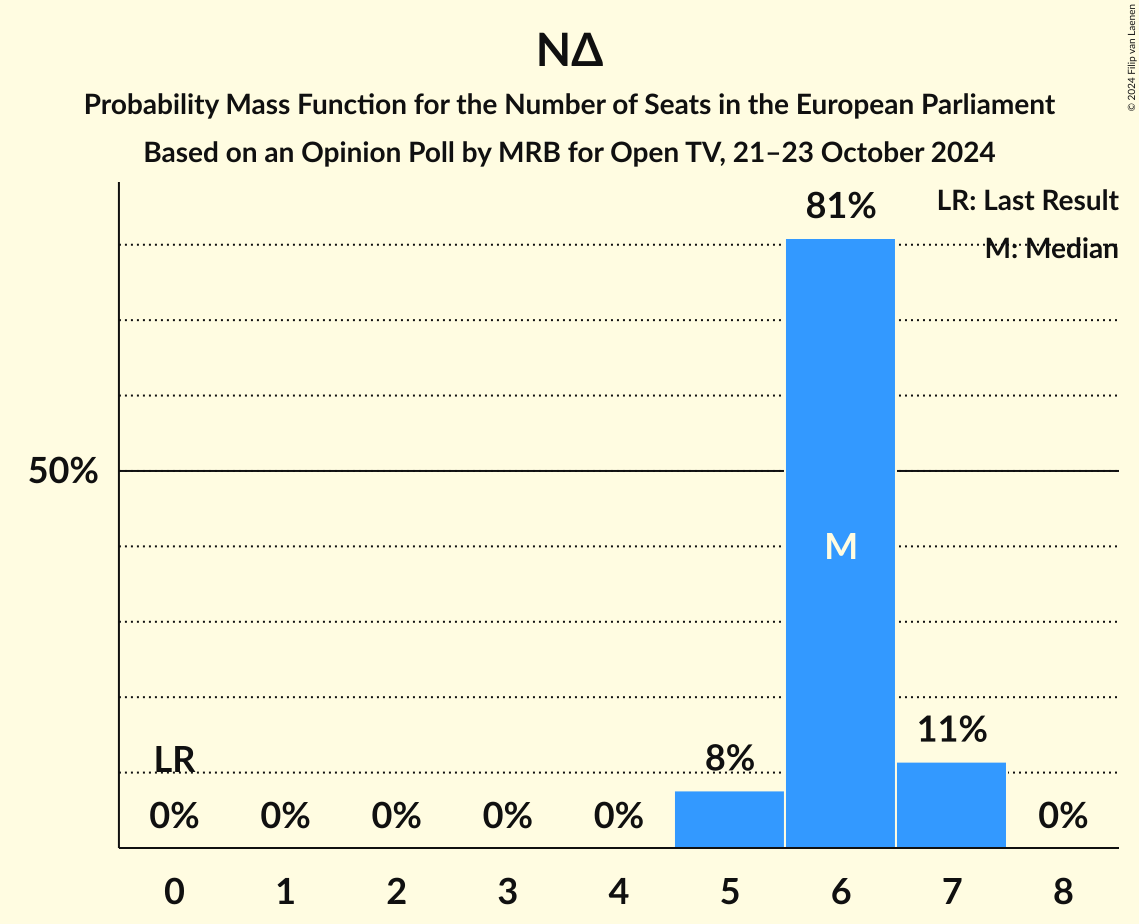 ΝΔ
Probability Mass Function for the Number of Seats in the European Parliament
Based on an Opinion Poll by MRB for Open TV, 21–23 October 2024
© 2024 Filip van Laenen
LR: Last Result
M: Median
81%
50%
M
LR
8%
11%
0% 0% 0% 0% 0% 0%
0 1 2 3 4 5 6 7 8